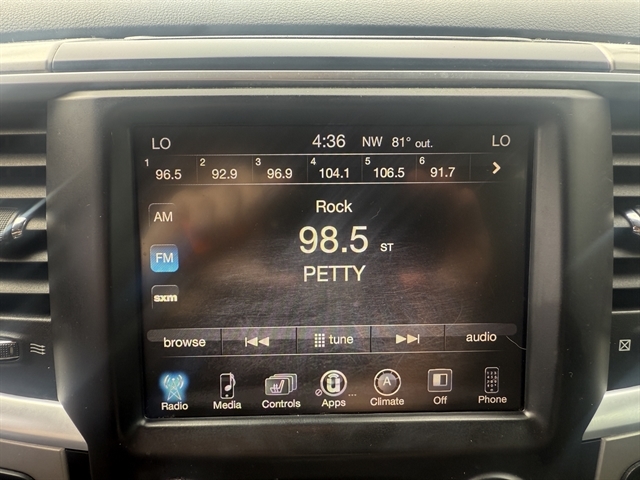 LO 4:36 NW 81° out. LO
1 96.5 2 92.9 3 96.9 4 104.1 5 106.5 6 91.7
AM
Rock
98.5 ST
FM
PETTY
sxm
browse tune audio
Radio Media Controls Apps ... A Climate Off Phone